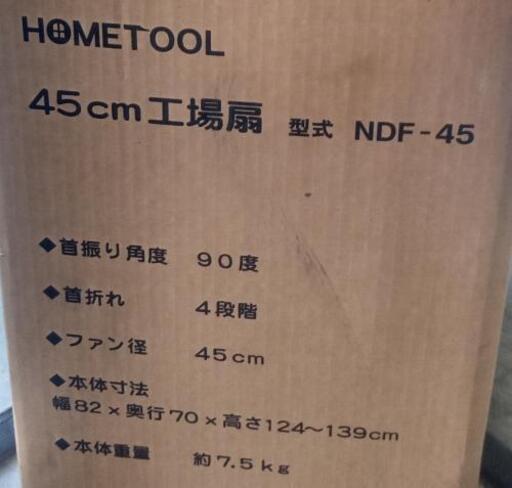 HOMETOOL
45cm工場扇 型式 NDF-45
◆首振り角度 90度
◆首折れ 4段階
◆ファン径 45cm
◆本体寸法
幅82×奥行70×高さ124～139cm
◆本体重量 約7.5kg